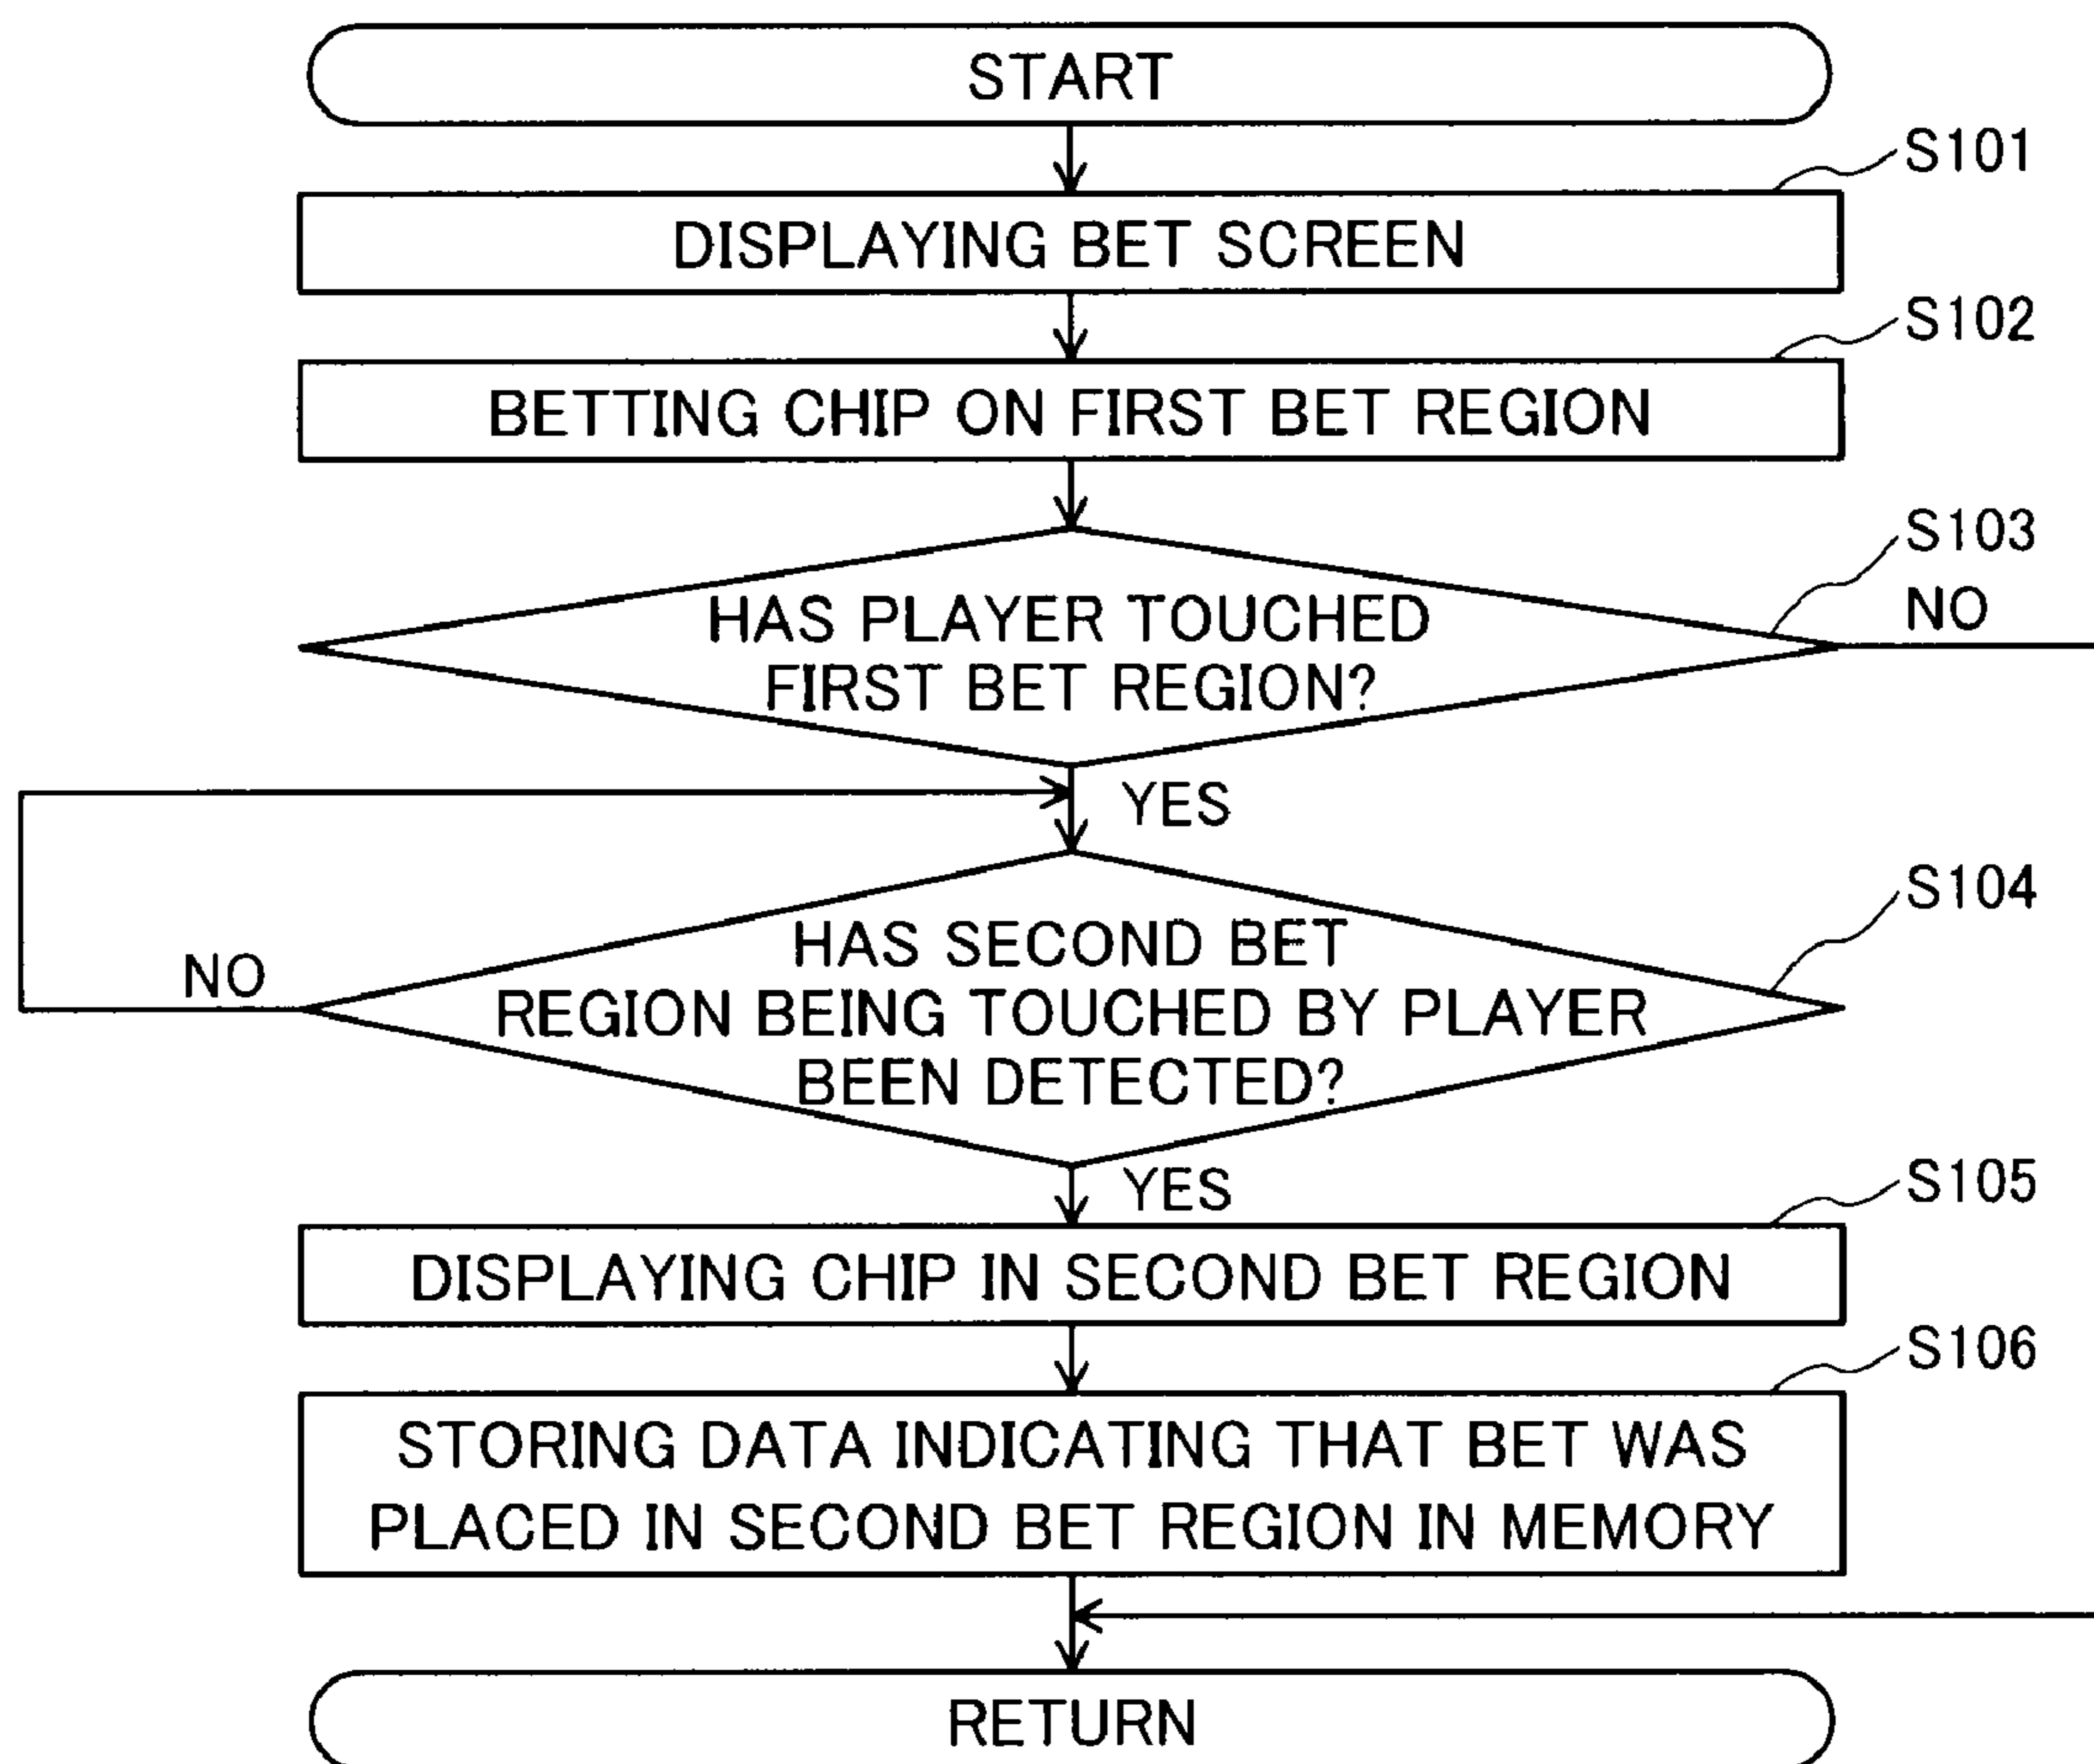 START
S101
DISPLAYING BET SCREEN
S102
BETTING CHIP ON FIRST BET REGION
S103
NO
HAS PLAYER TOUCHED
FIRST BET REGION?
YES
S104
HAS SECOND BET
NO
REGION BEING TOUCHED BY PLAYER
BEEN DETECTED?
YES
S105
DISPLAYING CHIP IN SECOND BET REGION
S106
STORING DATA INDICATING THAT BET WAS
PLACED IN SECOND BET REGION IN MEMORY
RETURN